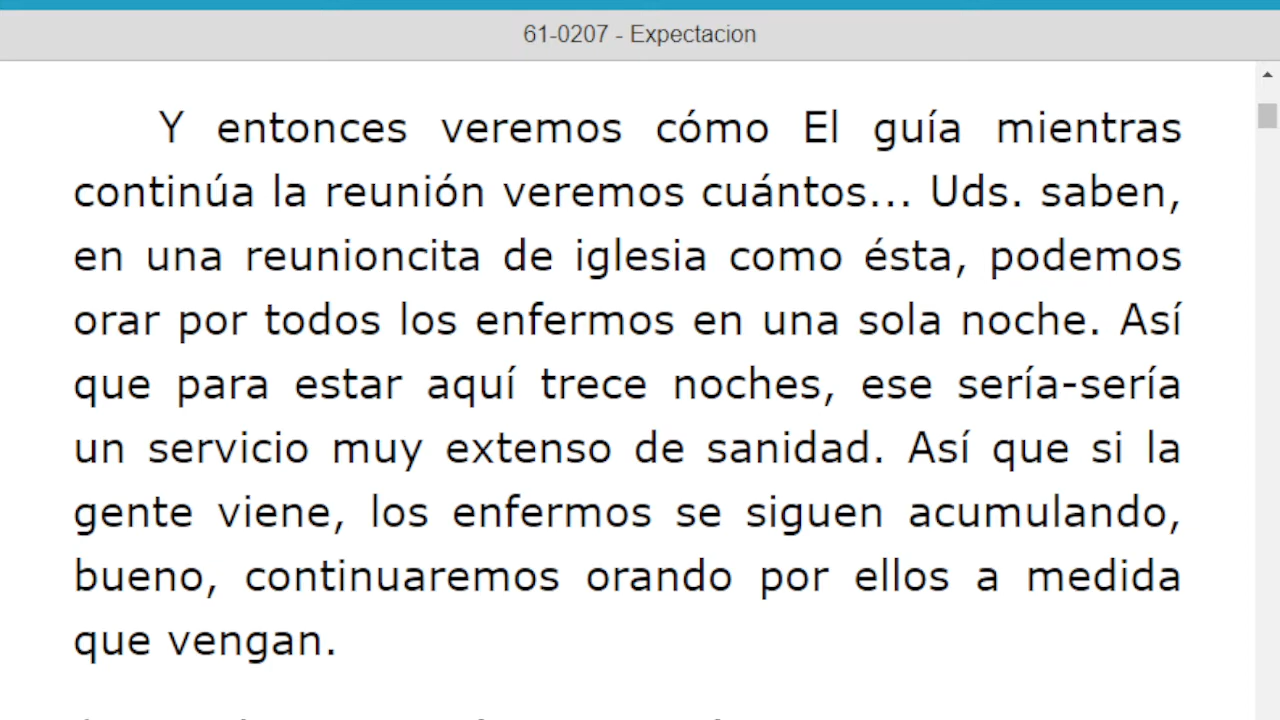 61-0207 - Expectacion
Y entonces veremos cómo El guía mientras
continúa la reunión veremos cuántos... Uds. saben,
en una reunioncita de iglesia como ésta, podemos
orar por todos los enfermos en una sola noche. Así
que para estar aquí trece noches, ese sería-sería
un servicio muy extenso de sanidad. Así que si la
gente viene, los enfermos se siguen acumulando,
bueno, continuaremos orando por ellos a medida
que vengan.